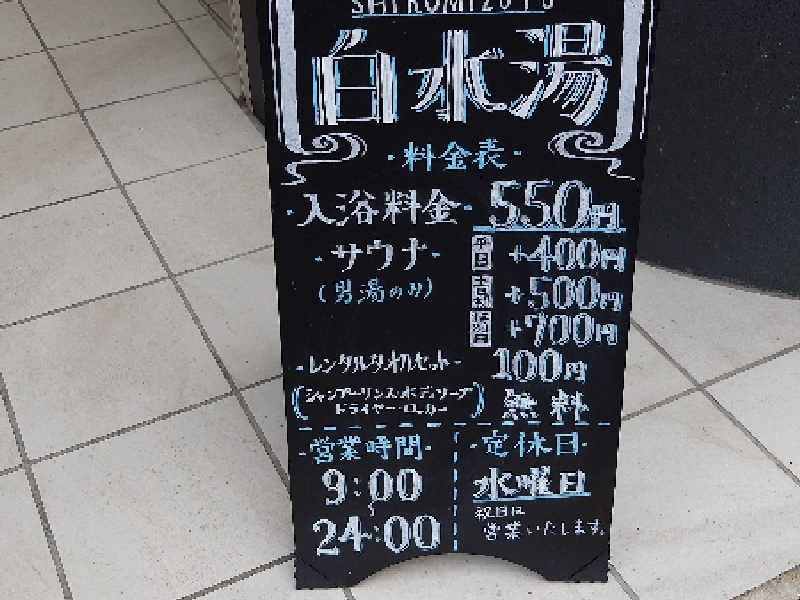 SHIROMIZUYU
白水湯
・料金表・
・入浴料金・ 550円
・サウナ・ 平日 +400円
(男湯のみ) +500円
+700円
・レンタルタオルセット・ 100円
(シャンプー・リンス・ボディソープ
ドライヤー・ロッカー) 無料
・営業時間・
9:00
~
24:00
・定休日・
水曜日
祝日は
営業いたします。